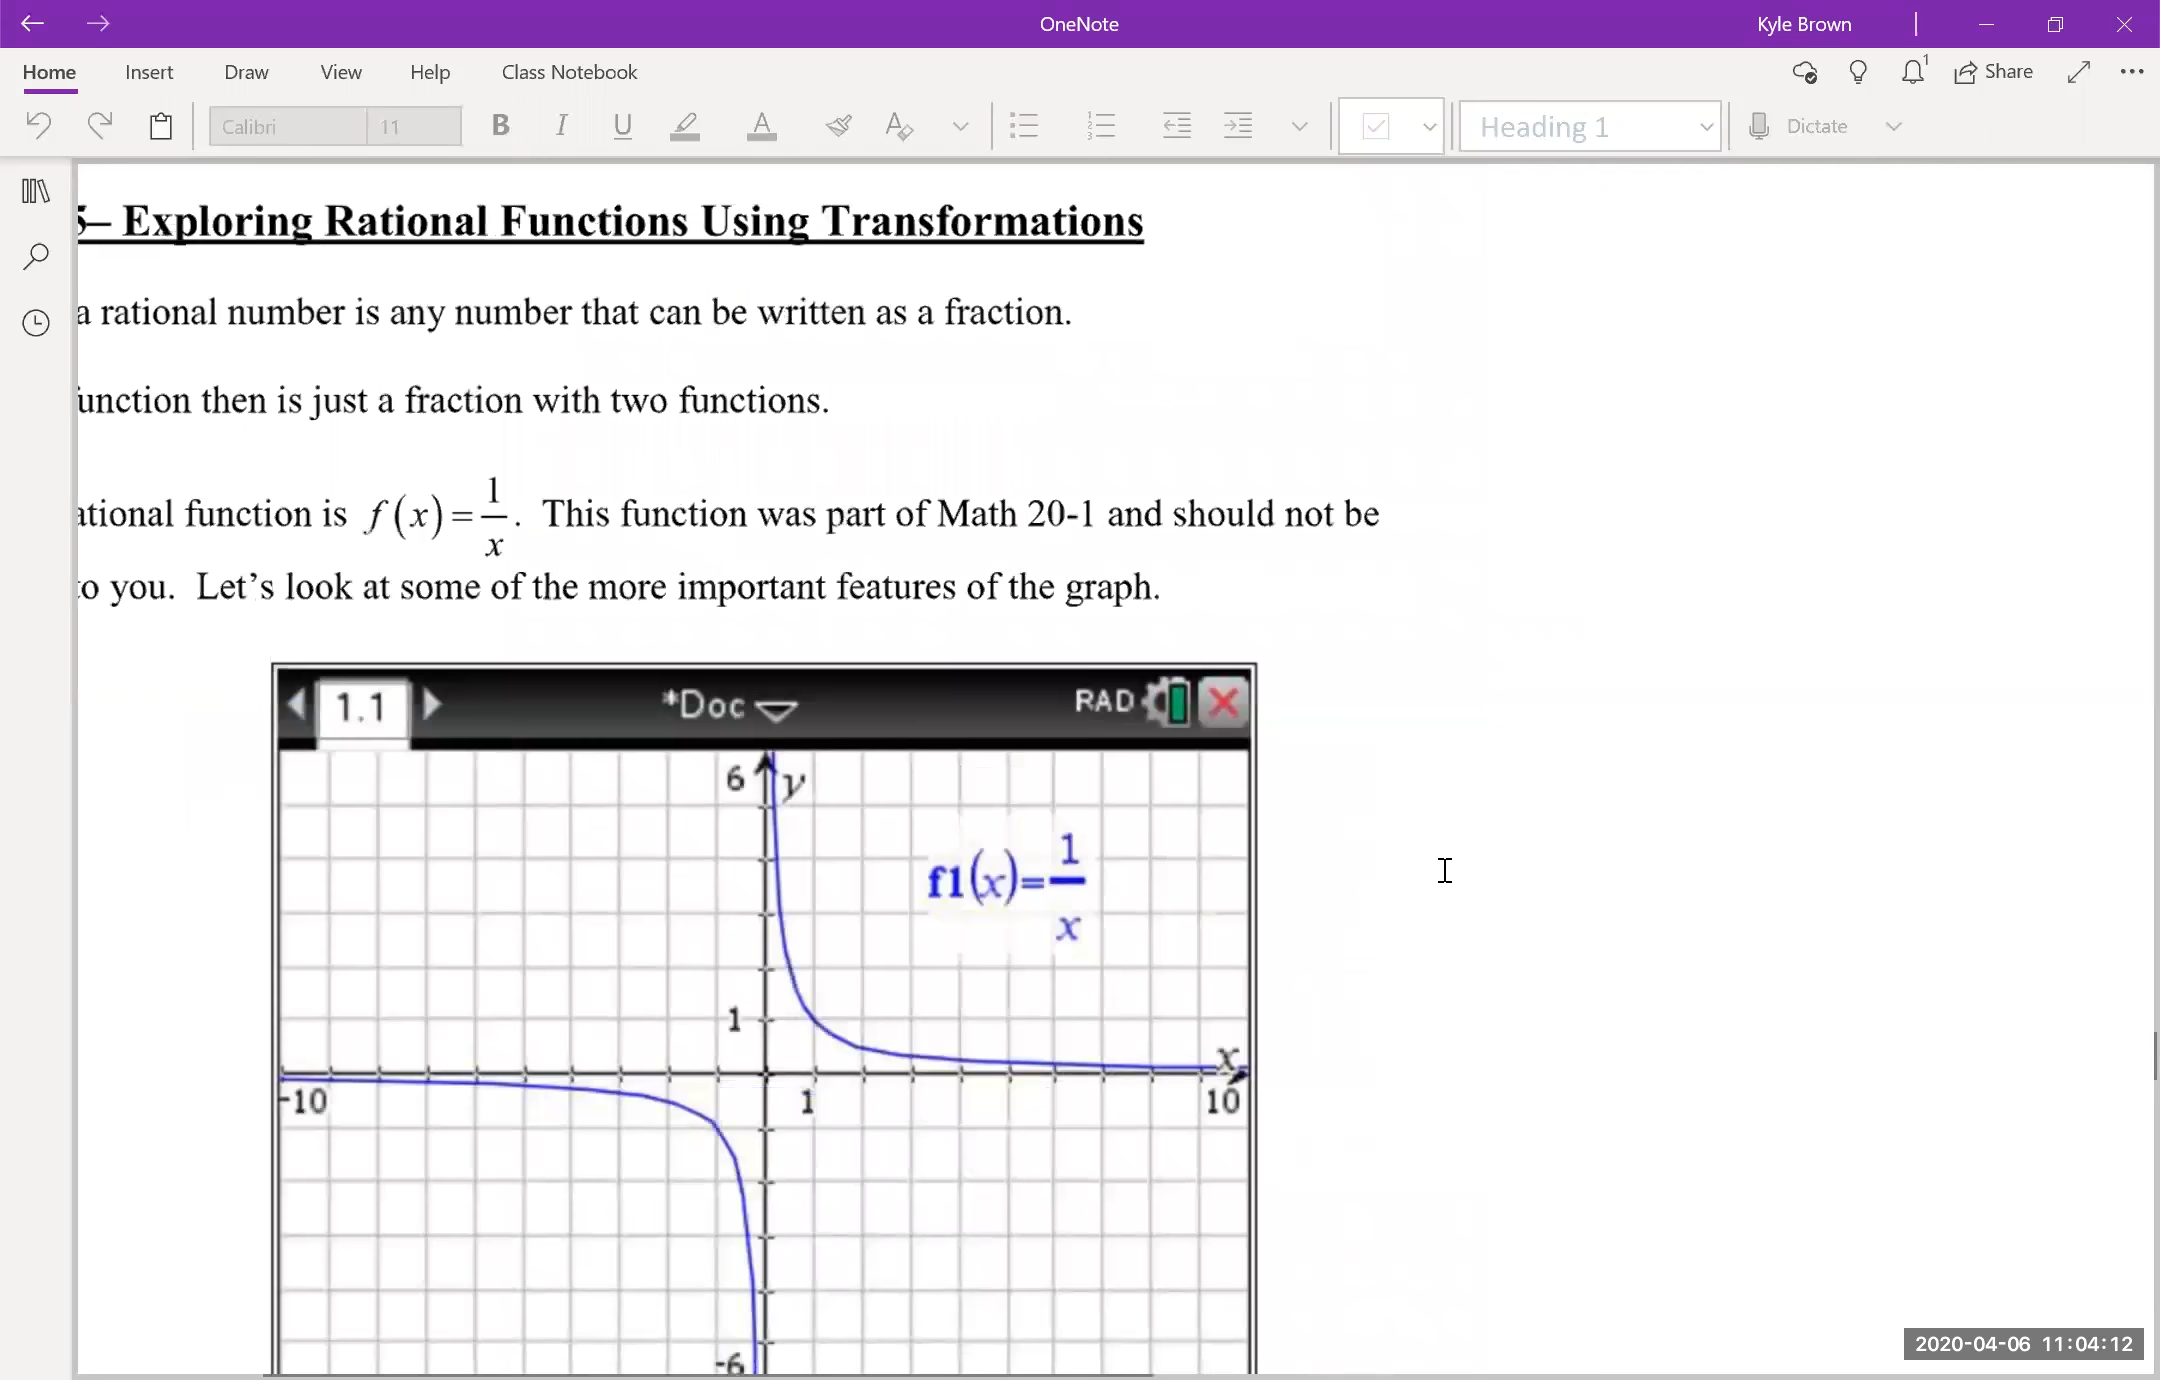 OneNote
Kyle Brown
Home Insert Draw View Help Class Notebook
1
Share
Calibri 11 B I U A A Heading 1 Dictate
5– Exploring Rational Functions Using Transformations
a rational number is any number that can be written as a fraction.
unction then is just a fraction with two functions.
ational function is f(x)=1/x. This function was part of Math 20-1 and should not be
to you. Let’s look at some of the more important features of the graph.
1.1 *Doc RAD
6 y
f1(x)=1/x
1
x
-10 1 10
-6
2020-04-06 11:04:12